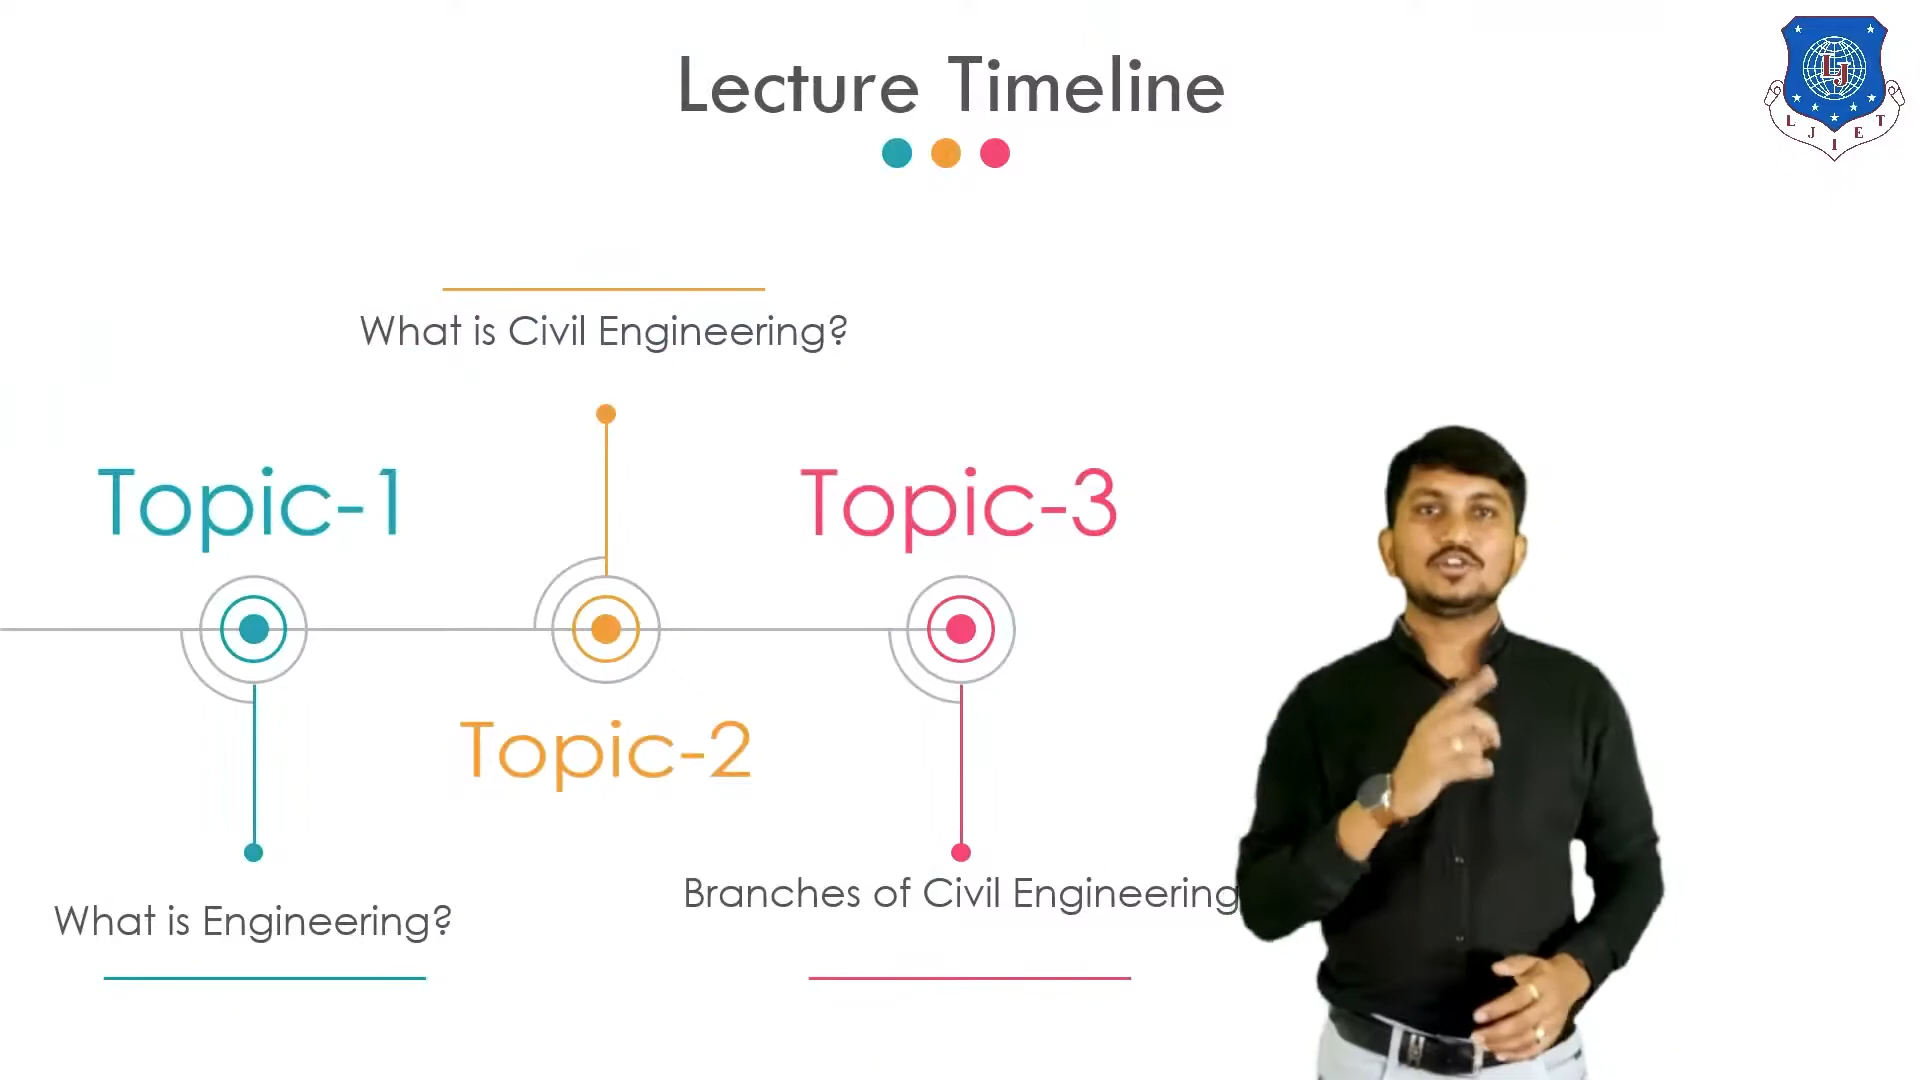 Lecture Timeline
LJ
L J I E T
What is Civil Engineering?
Topic-1
Topic-3
Topic-2
What is Engineering?
Branches of Civil Engineering